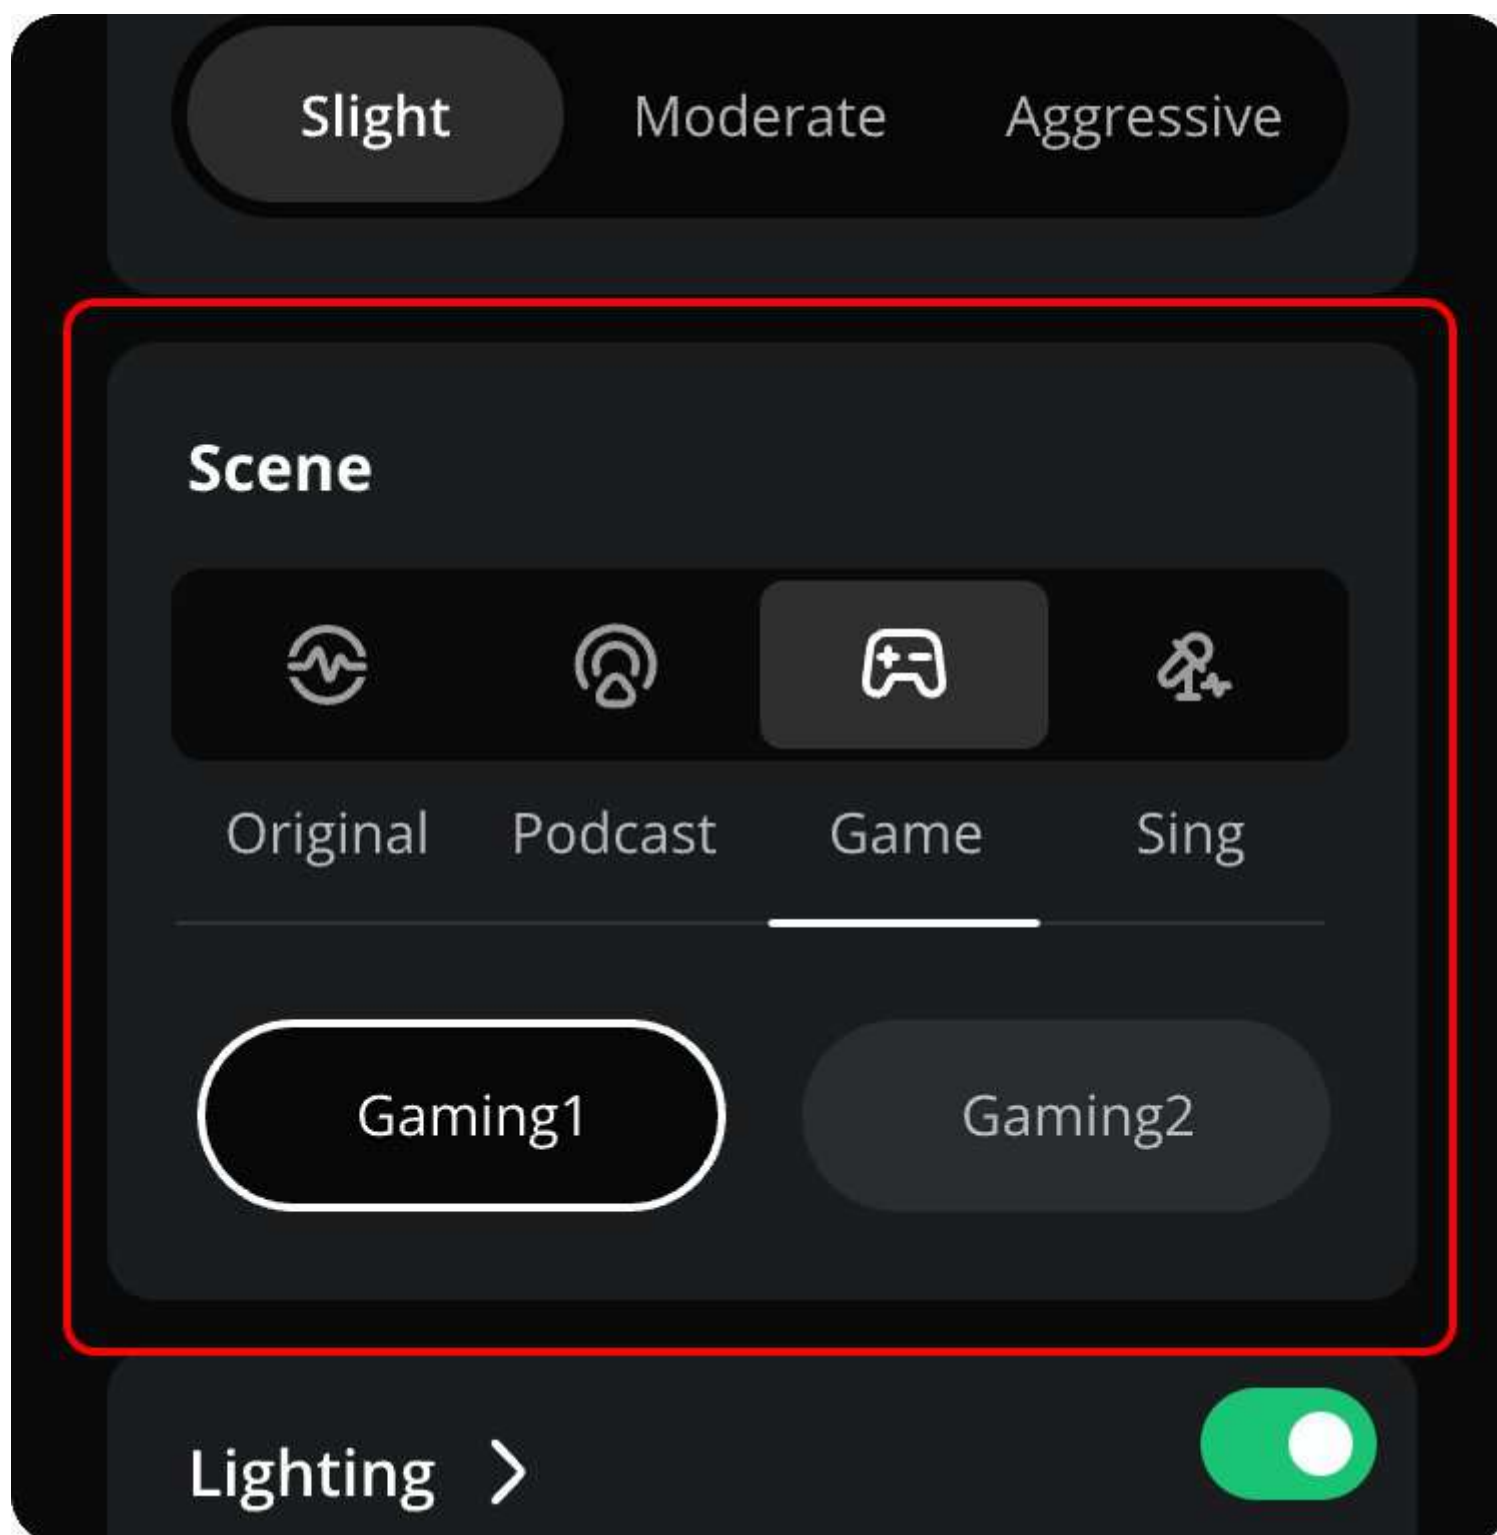 Slight Moderate Aggressive
Scene
Original Podcast Game Sing
Gaming1 Gaming2
Lighting